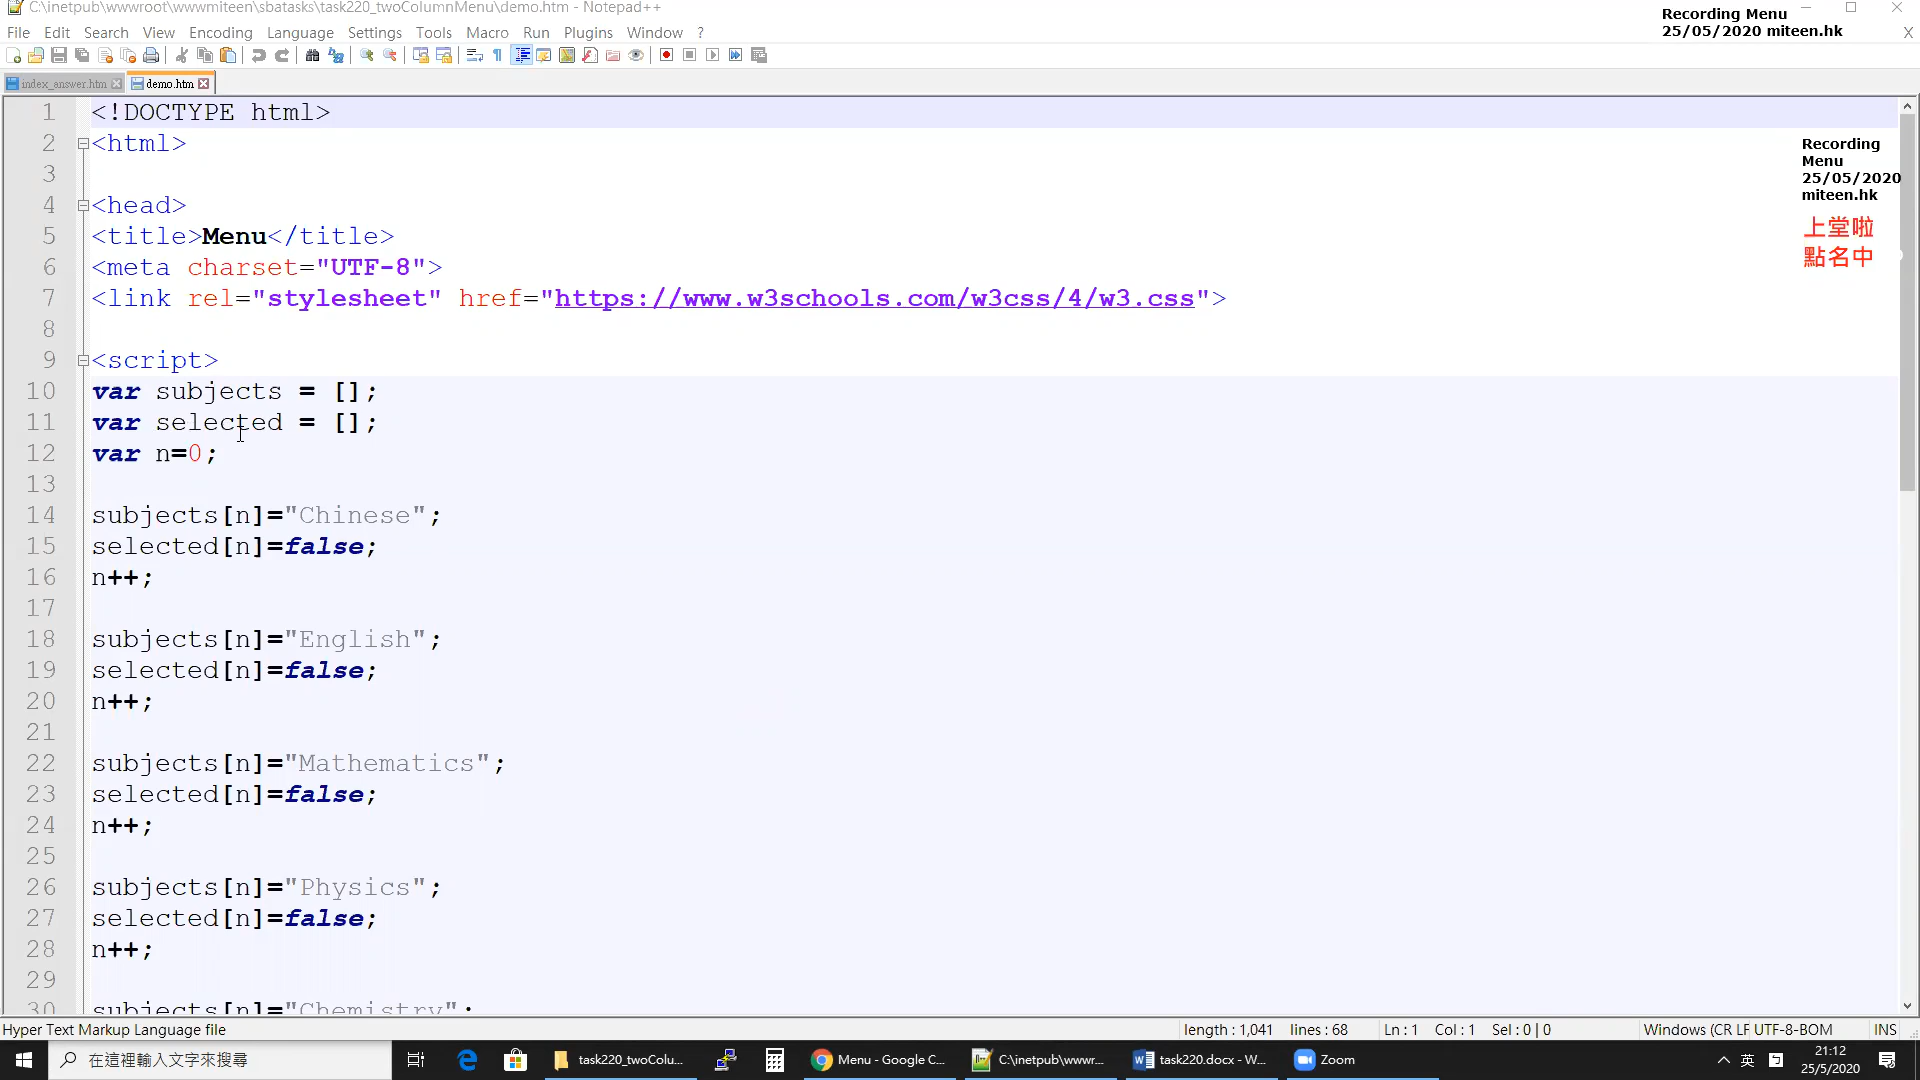 C:\inetpub\wwwroot\wwwmiteen\sbatasks\task220_twoColumnMenu\demo.htm - Notepad++
Recording Menu
25/05/2020 miteen.hk
File Edit Search View Encoding Language Settings Tools Macro Run Plugins Window ?
X
index_answer.htm demo.htm
1 <!DOCTYPE html>
2 <html>
3
4 <head>
5 <title>Menu</title>
6 <meta charset="UTF-8">
7 <link rel="stylesheet" href="https://www.w3schools.com/w3css/4/w3.css">
8
9 <script>
10 var subjects = [];
11 var selected = [];
12 var n=0;
13
14 subjects[n]="Chinese";
15 selected[n]=false;
16 n++;
17
18 subjects[n]="English";
19 selected[n]=false;
20 n++;
21
22 subjects[n]="Mathematics";
23 selected[n]=false;
24 n++;
25
26 subjects[n]="Physics";
27 selected[n]=false;
28 n++;
29
30 subjects[n]="Chemistry";
Recording
Menu
25/05/2020
miteen.hk
上堂啦
點名中
Hyper Text Markup Language file length : 1,041 lines : 68 Ln : 1 Col : 1 Sel : 0 | 0 Windows (CR LF UTF-8-BOM INS
在這裡輸入文字來搜尋 task220_twoColu... Menu - Google C... C:\inetpub\wwwr... task220.docx - W... Zoom 英 21:12
25/5/2020